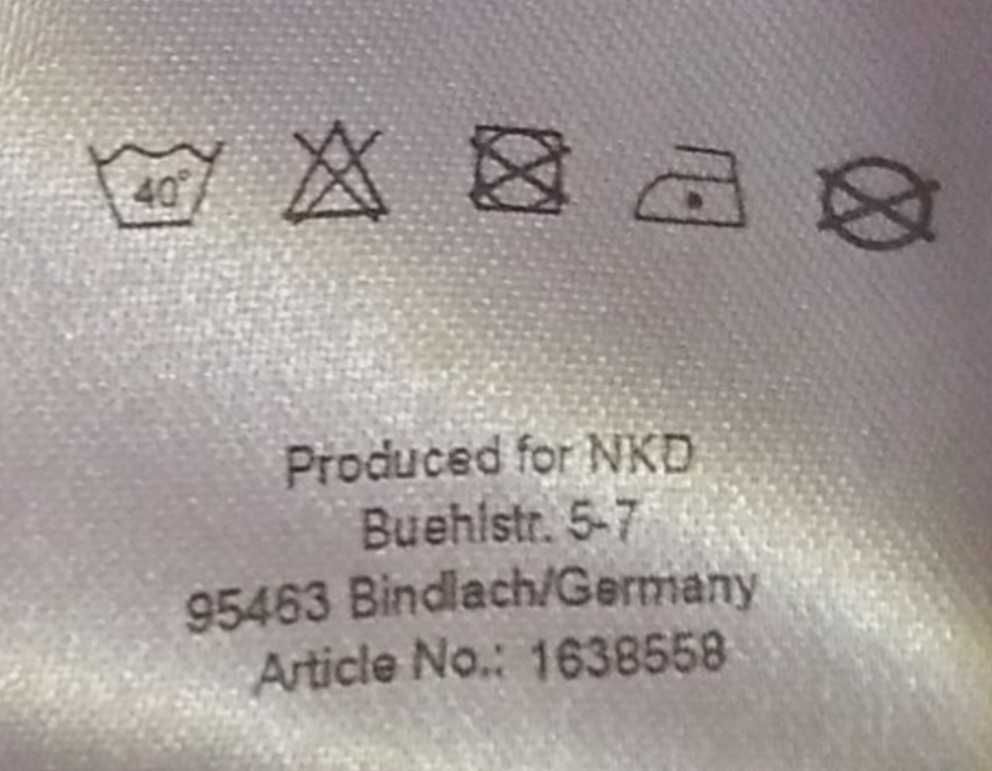 40°
Produced for NKD
Buehlstr. 5-7
95463 Bindlach/Germany
Article No.: 1638558